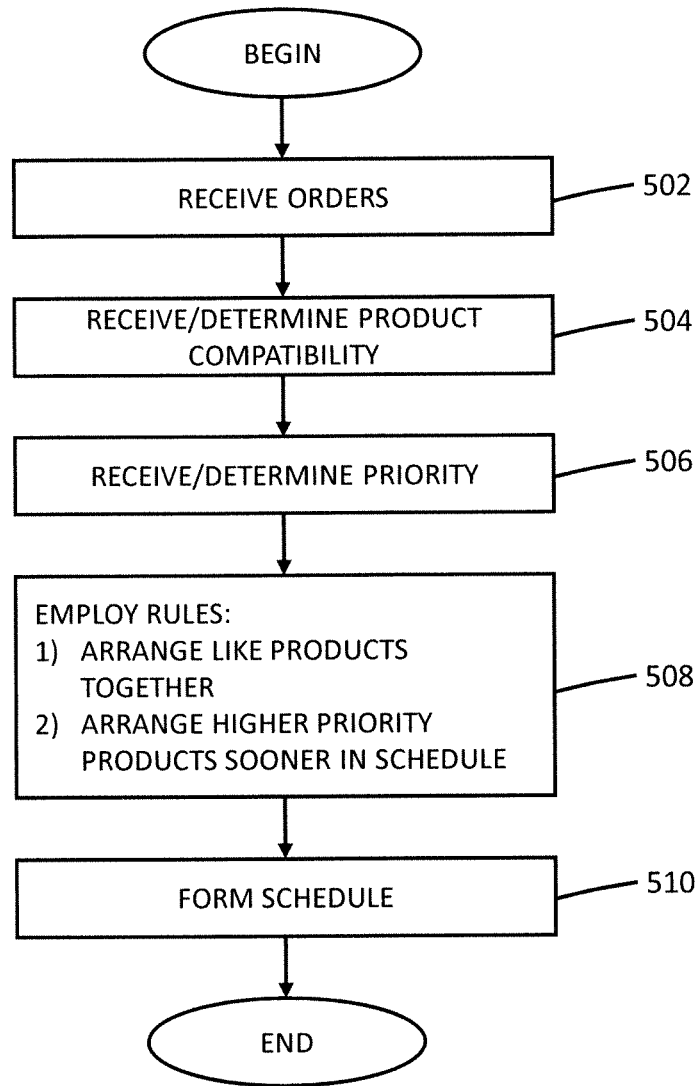 BEGIN
RECEIVE ORDERS
502
RECEIVE/DETERMINE PRODUCT
COMPATIBILITY
504
RECEIVE/DETERMINE PRIORITY
506
EMPLOY RULES:
1) ARRANGE LIKE PRODUCTS
TOGETHER
2) ARRANGE HIGHER PRIORITY
PRODUCTS SOONER IN SCHEDULE
508
FORM SCHEDULE
510
END